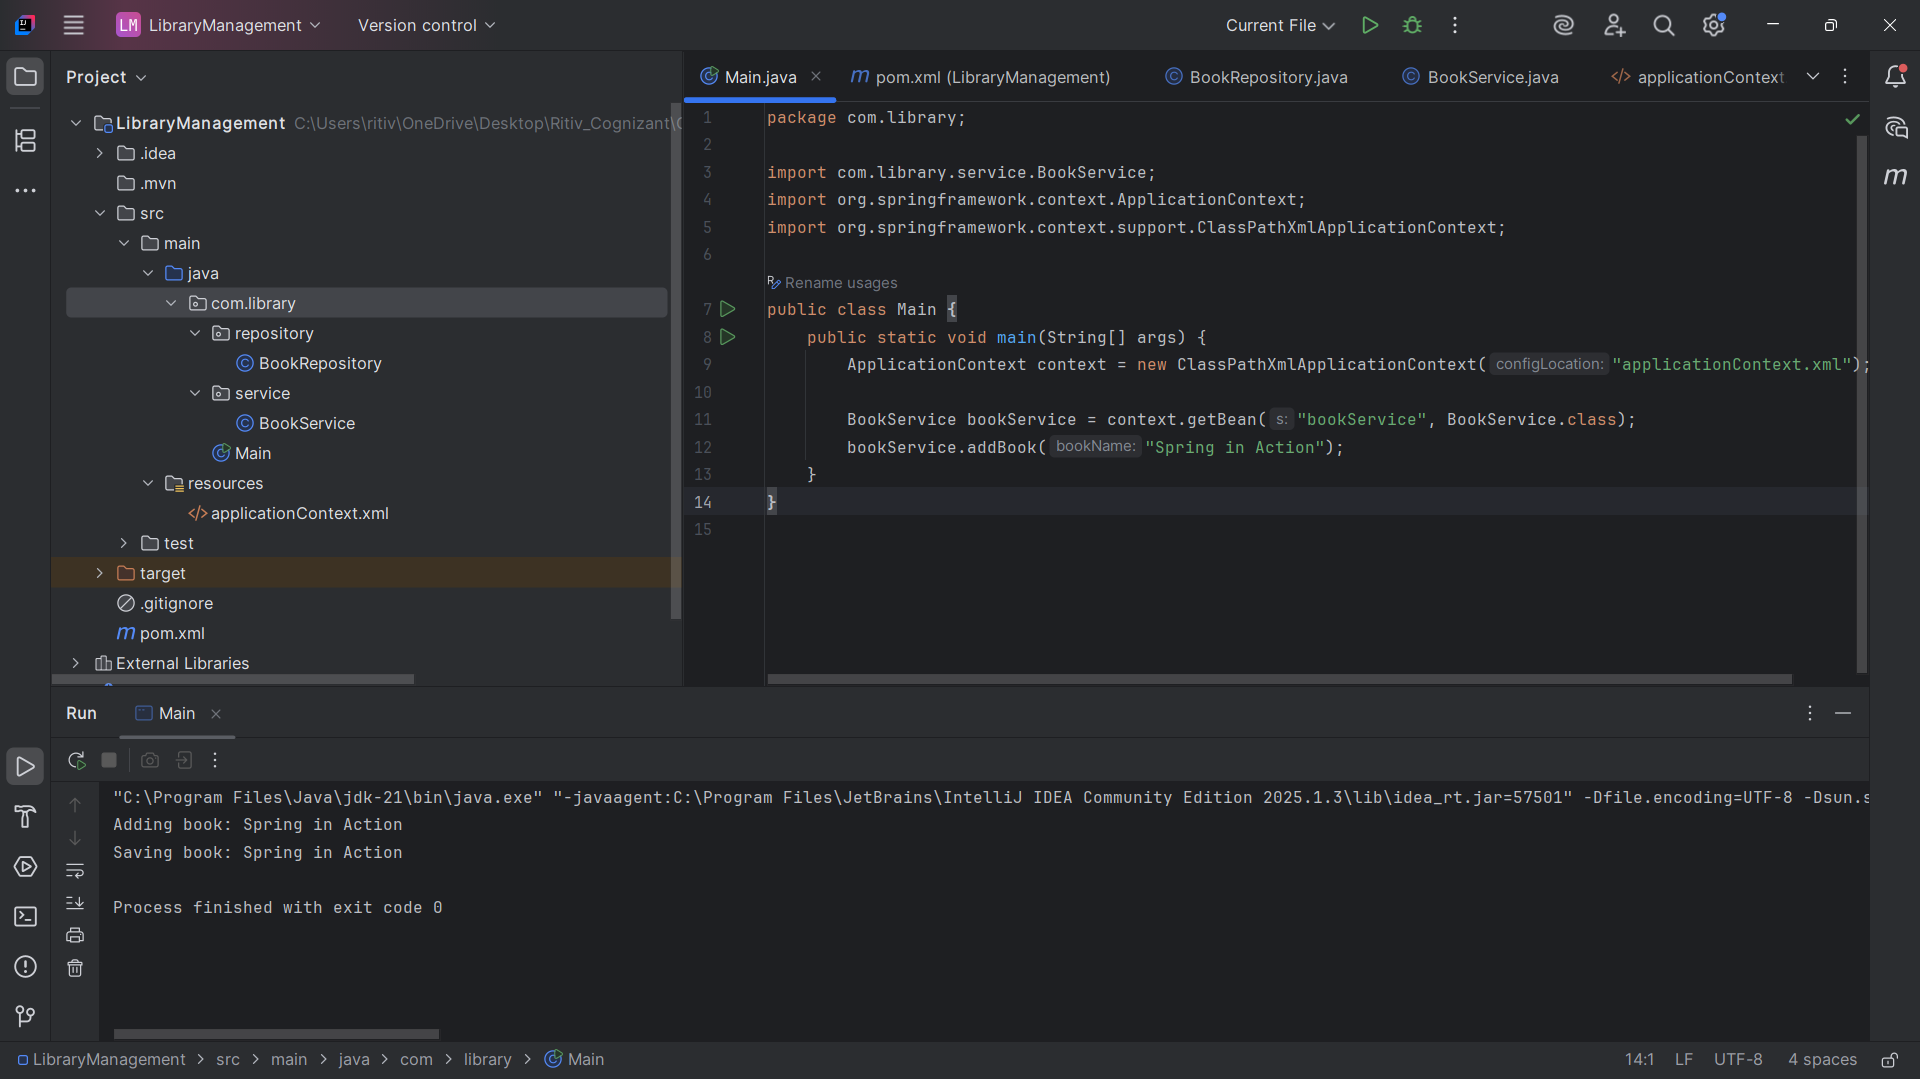 LM LibraryManagement Version control Current File
Project
LibraryManagement C:\Users\ritiv\OneDrive\Desktop\Ritiv_Cognizant\
.idea
.mvn
src
main
java
com.library
repository
BookRepository
service
BookService
Main
resources
applicationContext.xml
test
target
.gitignore
pom.xml
External Libraries
Main.java pom.xml (LibraryManagement) BookRepository.java BookService.java applicationContext
1 package com.library;
2
3 import com.library.service.BookService;
4 import org.springframework.context.ApplicationContext;
5 import org.springframework.context.support.ClassPathXmlApplicationContext;
6
Rename usages
7 public class Main {
8 public static void main(String[] args) {
9 ApplicationContext context = new ClassPathXmlApplicationContext( configLocation: "applicationContext.xml");
10
11 BookService bookService = context.getBean( s: "bookService", BookService.class);
12 bookService.addBook( bookName: "Spring in Action");
13 }
14 }
15
Run Main
"C:\Program Files\Java\jdk-21\bin\java.exe" "-javaagent:C:\Program Files\JetBrains\IntelliJ IDEA Community Edition 2025.1.3\lib\idea_rt.jar=57501" -Dfile.encoding=UTF-8 -Dsun.s
Adding book: Spring in Action
Saving book: Spring in Action
Process finished with exit code 0
LibraryManagement > src > main > java > com > library > Main 14:1 LF UTF-8 4 spaces